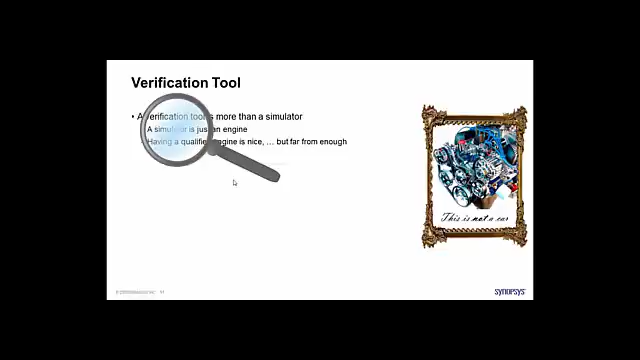 Verification Tool
• A verification tool is more than a simulator
A simulator is just an engine
Having a qualified engine is nice, … but far from enough
This is not a car
SYNOPSYS